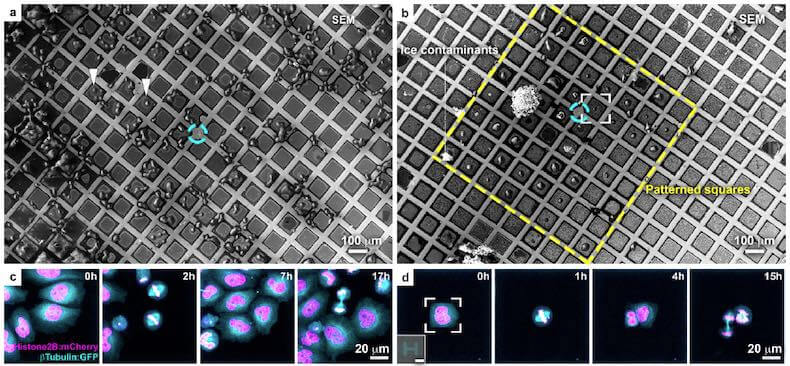 a
SEM
100 μm
b
SEM
Ice contaminants
Patterned squares
100 μm
c
0h
2h
7h
17h
Histone2B:mCherry
βTubulin:GFP
20 μm
d
0h
1h
4h
15h
H
20 μm